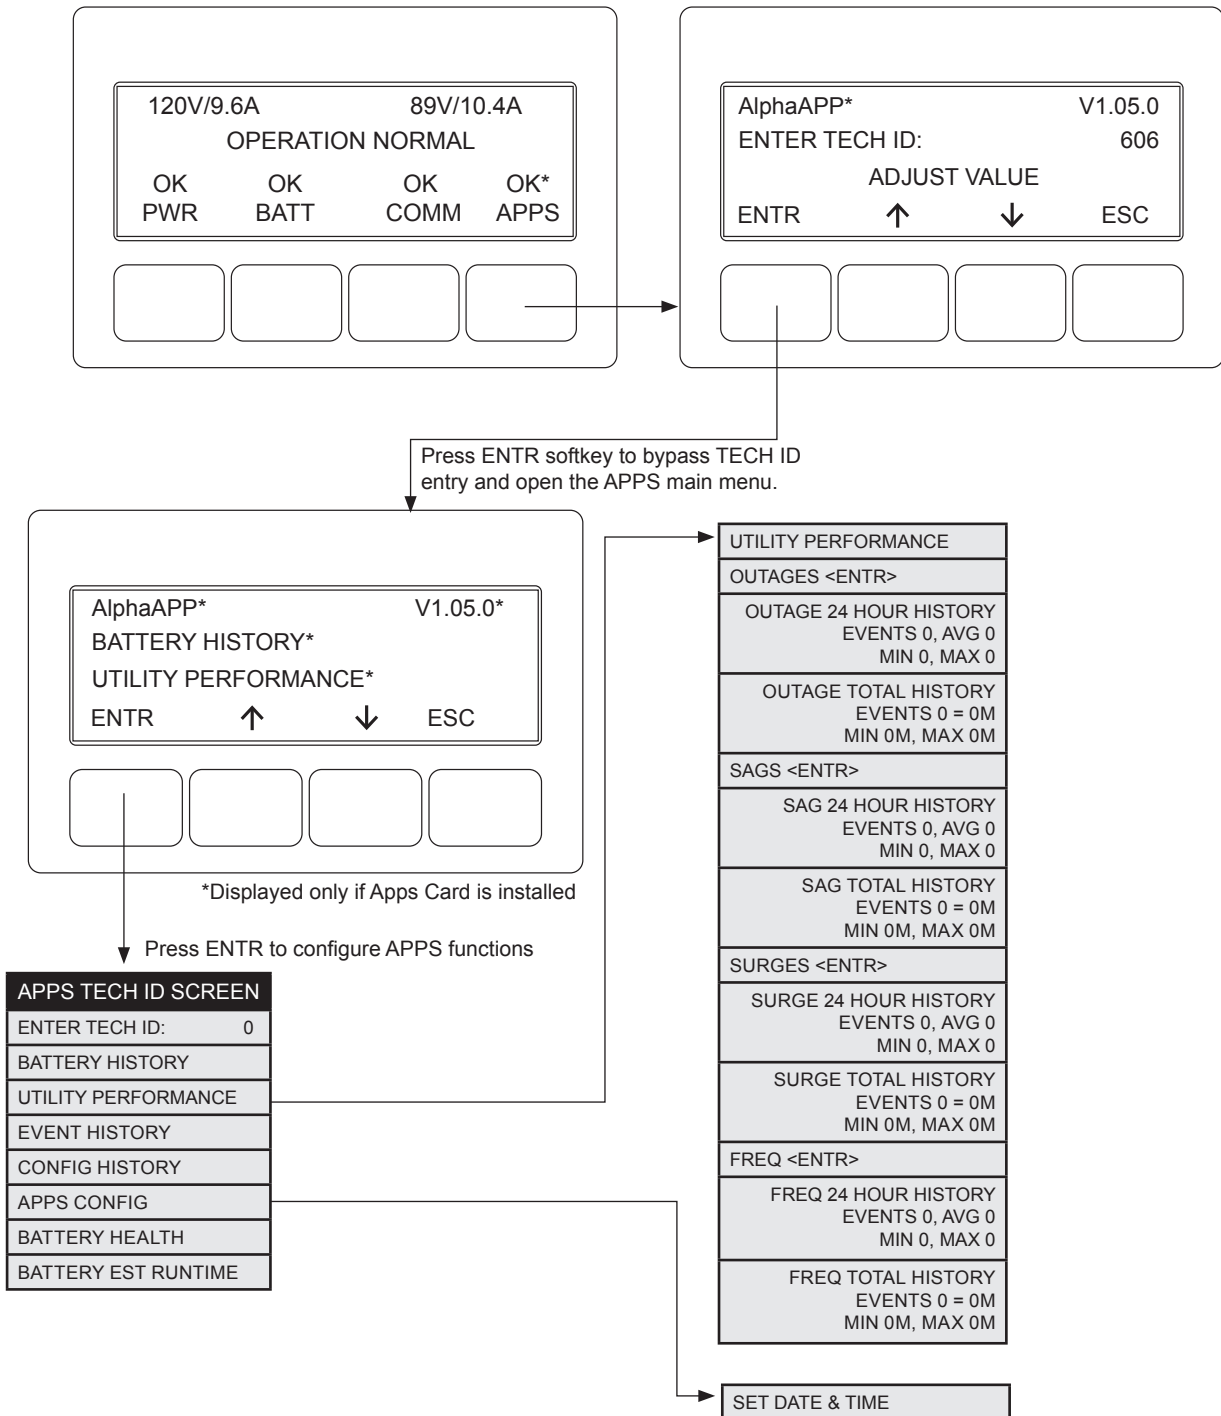 120V/9.6A 89V/10.4A
OPERATION NORMAL
OK OK OK OK*
PWR BATT COMM APPS
AlphaAPP* V1.05.0
ENTER TECH ID: 606
ADJUST VALUE
ENTR ↑ ↓ ESC
Press ENTR softkey to bypass TECH ID
entry and open the APPS main menu.
AlphaAPP* V1.05.0*
BATTERY HISTORY*
UTILITY PERFORMANCE*
ENTR ↑ ↓ ESC
*Displayed only if Apps Card is installed
Press ENTR to configure APPS functions
APPS TECH ID SCREEN
ENTER TECH ID: 0
BATTERY HISTORY
UTILITY PERFORMANCE
EVENT HISTORY
CONFIG HISTORY
APPS CONFIG
BATTERY HEALTH
BATTERY EST RUNTIME
UTILITY PERFORMANCE
OUTAGES <ENTR>
OUTAGE 24 HOUR HISTORY
EVENTS 0, AVG 0
MIN 0, MAX 0
OUTAGE TOTAL HISTORY
EVENTS 0 = 0M
MIN 0M, MAX 0M
SAGS <ENTR>
SAG 24 HOUR HISTORY
EVENTS 0, AVG 0
MIN 0, MAX 0
SAG TOTAL HISTORY
EVENTS 0 = 0M
MIN 0M, MAX 0M
SURGES <ENTR>
SURGE 24 HOUR HISTORY
EVENTS 0, AVG 0
MIN 0, MAX 0
SURGE TOTAL HISTORY
EVENTS 0 = 0M
MIN 0M, MAX 0M
FREQ <ENTR>
FREQ 24 HOUR HISTORY
EVENTS 0, AVG 0
MIN 0, MAX 0
FREQ TOTAL HISTORY
EVENTS 0 = 0M
MIN 0M, MAX 0M
SET DATE & TIME